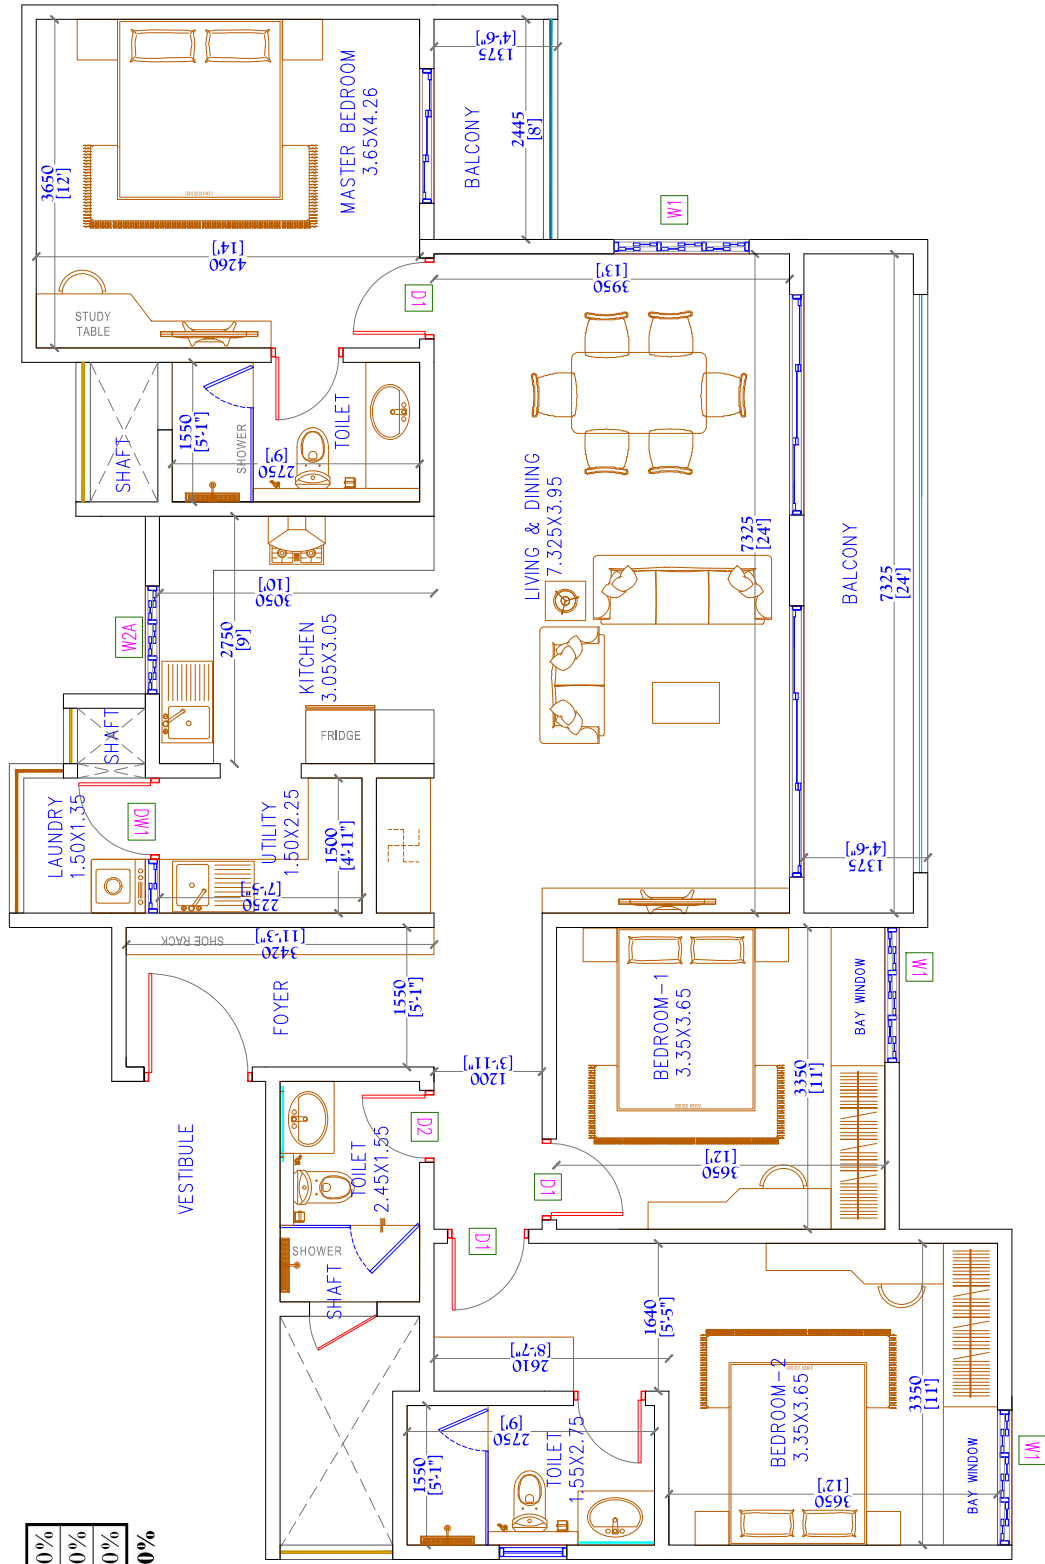 1375
[4'-6"]
MASTER BEDROOM
3.65X4.26
3650
[12']
BALCONY
2445
[8']
4260
[14']
W1
3950
[13']
D1
STUDY
TABLE
SHAFT
1550
[5'-1"]
SHOWER
2750
[9']
TOILET
LIVING & DINING
7.325X3.95
7325
[24']
BALCONY
7325
[24']
3050
[10']
W2A
2750
[9']
KITCHEN
3.05X3.05
SHAFT
FRIDGE
LAUNDRY
1.50X1.35
DW1
UTILITY
1.50X2.25
1500
[4'-11"]
2250
[7'-5"]
1375
[4'-6"]
SHOE RACK
3420
[11'-3"]
FOYER
1550
[5'-1"]
BEDROOM-1
3.35X3.65
BAY WINDOW
W1
1200
[3'-11"]
3350
[11']
D2
VESTIBULE
TOILET
2.45X1.55
3650
[12']
D1
D1
SHOWER
SHAFT
1640
[5'-5"]
2610
[8'-7"]
BEDROOM-2
3.35X3.65
3350
[11']
1550
[5'-1"]
2750
[9']
TOILET
1.55X2.75
3650
[12']
BAY WINDOW
W1
0%
0%
0%
0%